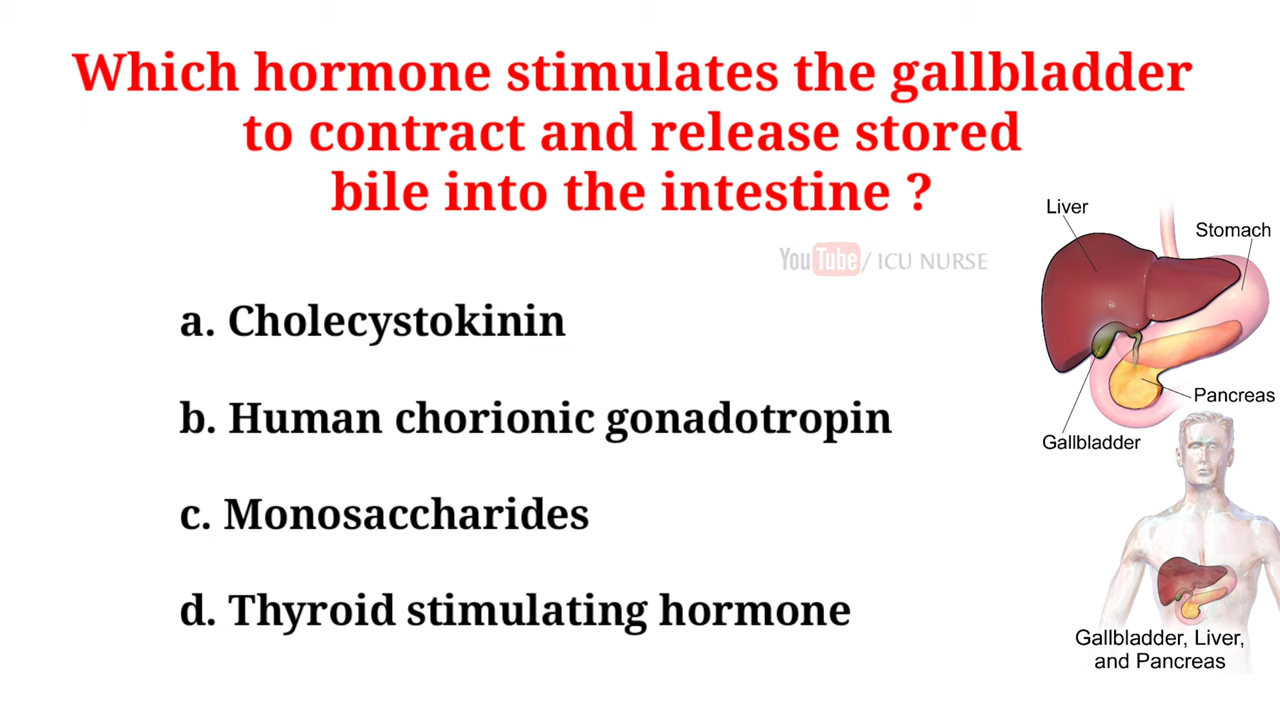 Which hormone stimulates the gallbladder
to contract and release stored
bile into the intestine ?
YouTube/ ICU NURSE
a. Cholecystokinin
b. Human chorionic gonadotropin
c. Monosaccharides
d. Thyroid stimulating hormone
Liver
Stomach
Pancreas
Gallbladder
Gallbladder, Liver,
and Pancreas